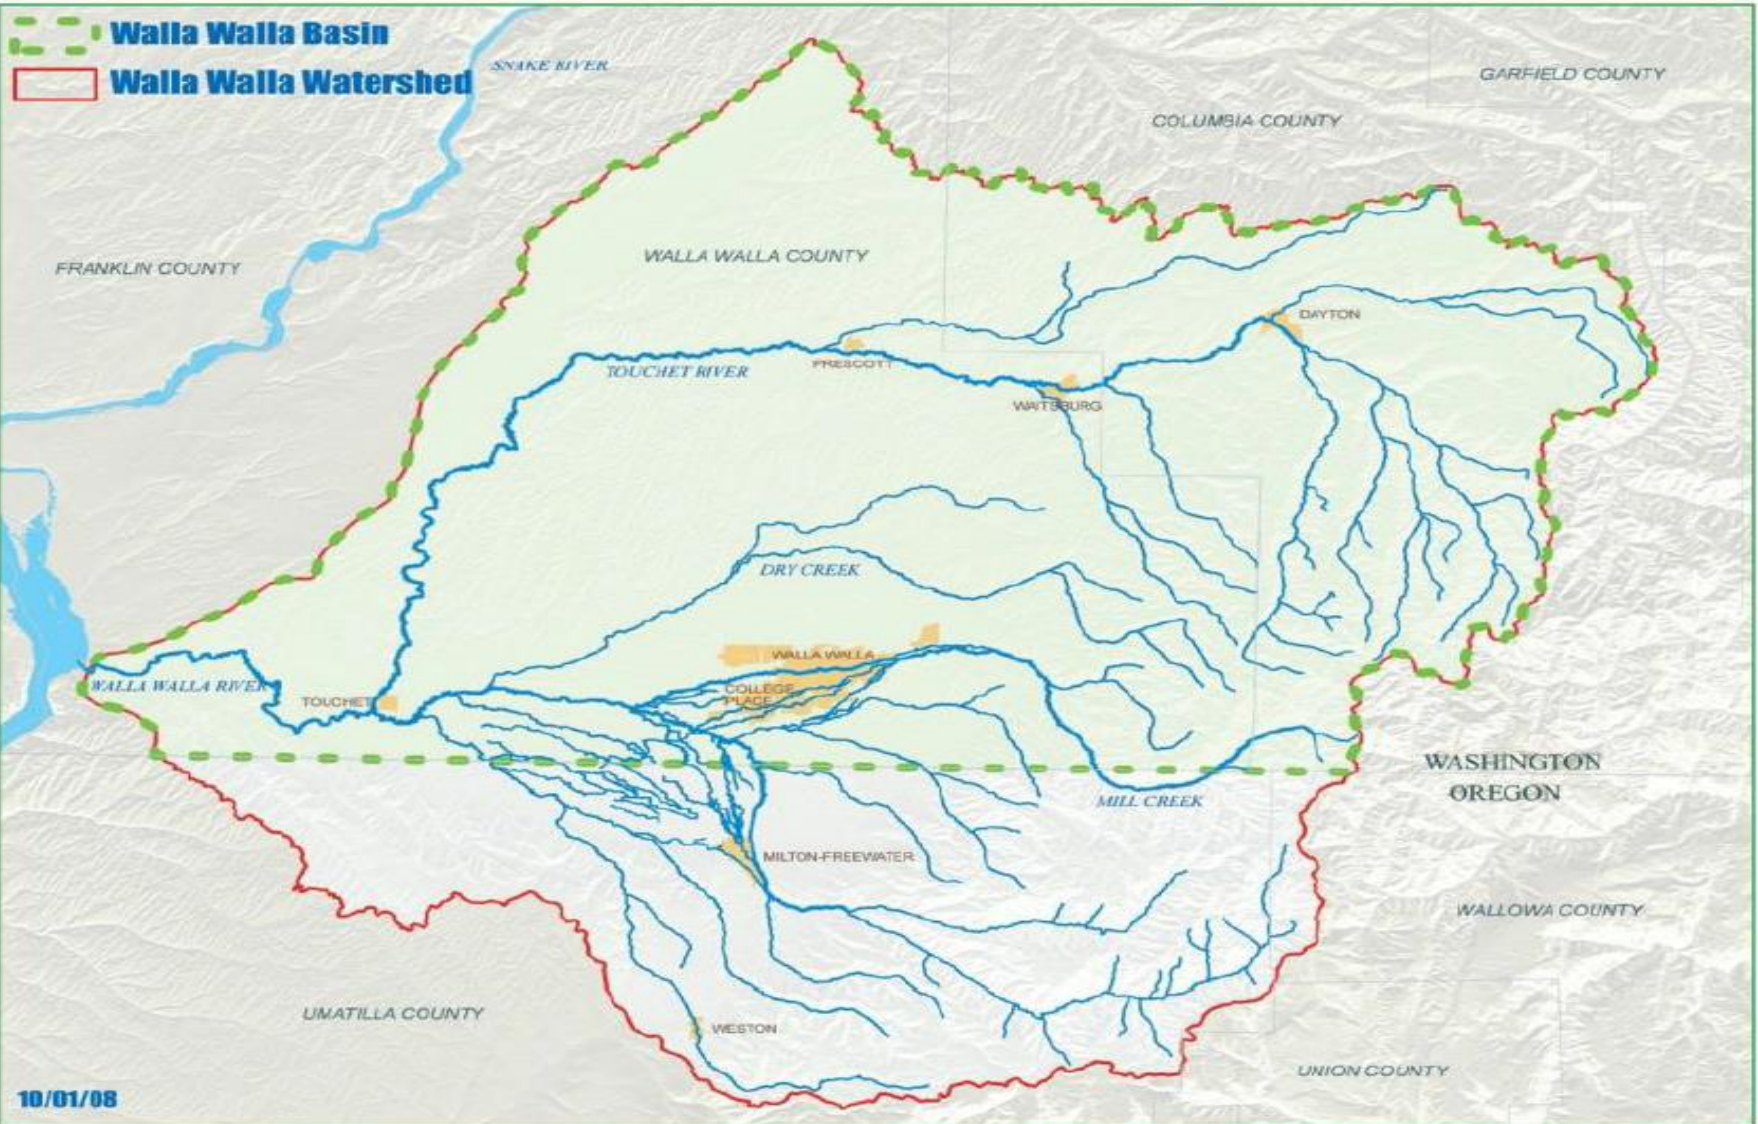 Walla Walla Basin
Walla Walla Watershed
SNAKE RIVER
GARFIELD COUNTY
COLUMBIA COUNTY
FRANKLIN COUNTY
WALLA WALLA COUNTY
DAYTON
PRESCOTT
TOUCHET RIVER
WAITSBURG
DRY CREEK
WALLA WALLA
WALLA WALLA RIVER
COLLEGE
PLACE
TOUCHET
WASHINGTON
OREGON
MILL CREEK
MILTON-FREEWATER
WALLOWA COUNTY
UMATILLA COUNTY
WESTON
UNION COUNTY
10/01/08